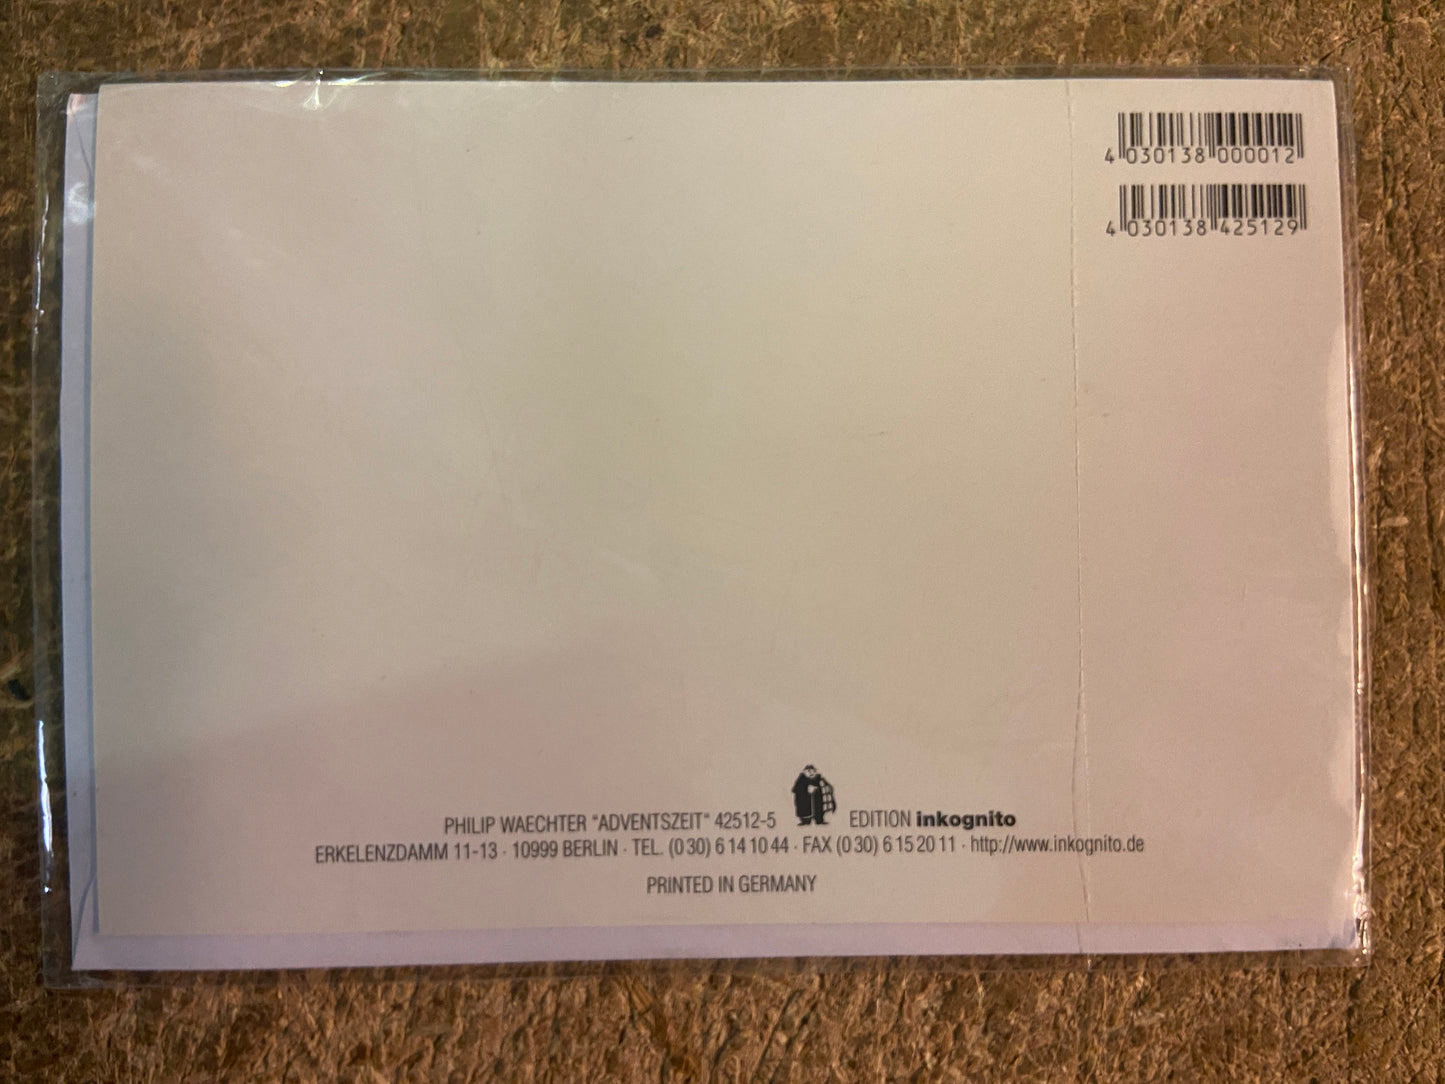 4 030138 000012
4 030138 425129
PHILIP WAECHTER "ADVENTSZEIT" 42512-5 EDITION inkognito
ERKELENZDAMM 11-13 · 10999 BERLIN · TEL. (0 30) 6 14 10 44 · FAX (0 30) 6 15 20 11 · http://www.inkognito.de
PRINTED IN GERMANY